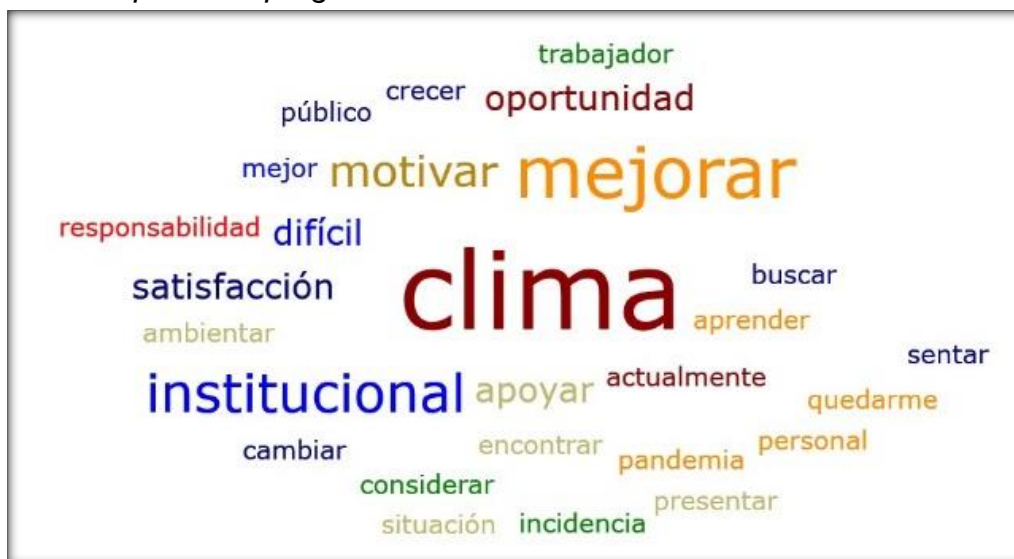 trabajador
crecer oportunidad
público
mejor motivar mejorar
responsabilidad difícil
clima
satisfacción buscar
ambientar aprender
sentar
institucional apoyar actualmente
quedarme
cambiar encontrar personal
pandemia
considerar
presentar
situación incidencia